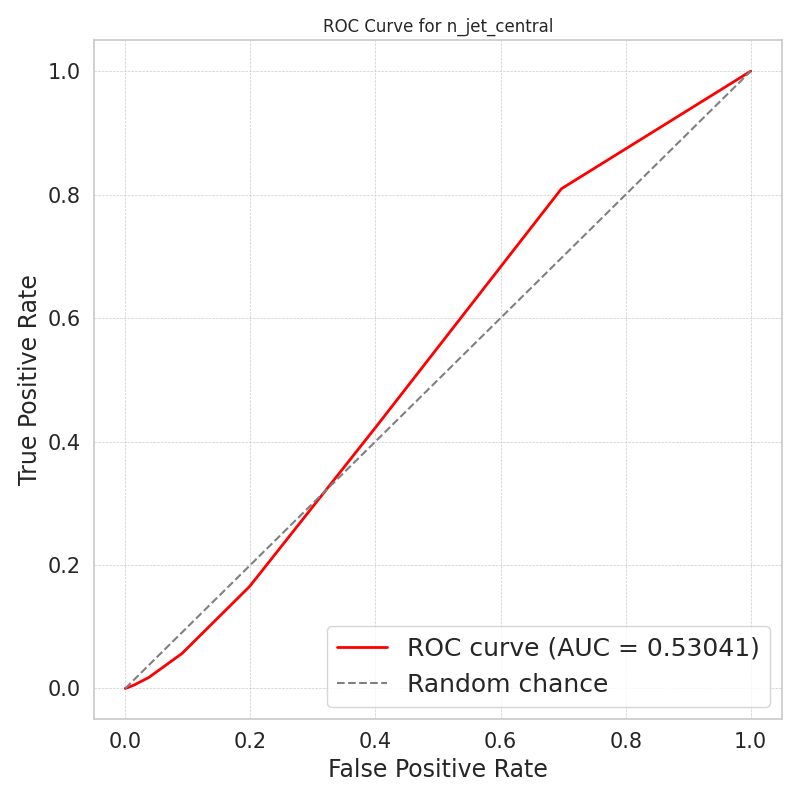 ROC Curve for n_jet_central
1.0
0.8
0.6
0.4
0.2
0.0
True Positive Rate
ROC curve (AUC = 0.53041)
Random chance
0.0 0.2 0.4 0.6 0.8 1.0
False Positive Rate